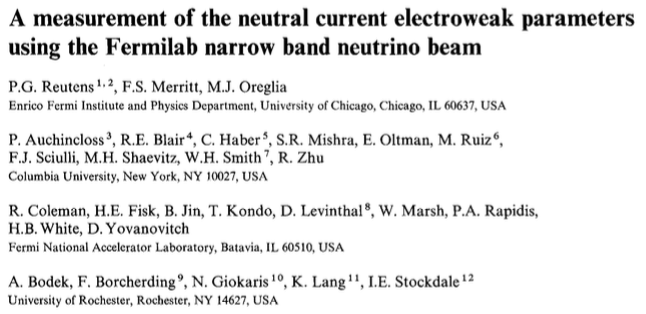 A measurement of the neutral current electroweak parameters
using the Fermilab narrow band neutrino beam
P.G. Reutens 1, 2, F.S. Merritt, M.J. Oreglia
Enrico Fermi Institute and Physics Department, University of Chicago, Chicago, IL 60637, USA
P. Auchincloss 3, R.E. Blair 4, C. Haber 5, S.R. Mishra, E. Oltman, M. Ruiz 6,
F.J. Sciulli, M.H. Shaevitz, W.H. Smith 7, R. Zhu
Columbia University, New York, NY 10027, USA
R. Coleman, H.E. Fisk, B. Jin, T. Kondo, D. Levinthal 8, W. Marsh, P.A. Rapidis,
H.B. White, D. Yovanovitch
Fermi National Accelerator Laboratory, Batavia, IL 60510, USA
A. Bodek, F. Borcherding 9, N. Giokaris 10, K. Lang 11, I.E. Stockdale 12
University of Rochester, Rochester, NY 14627, USA